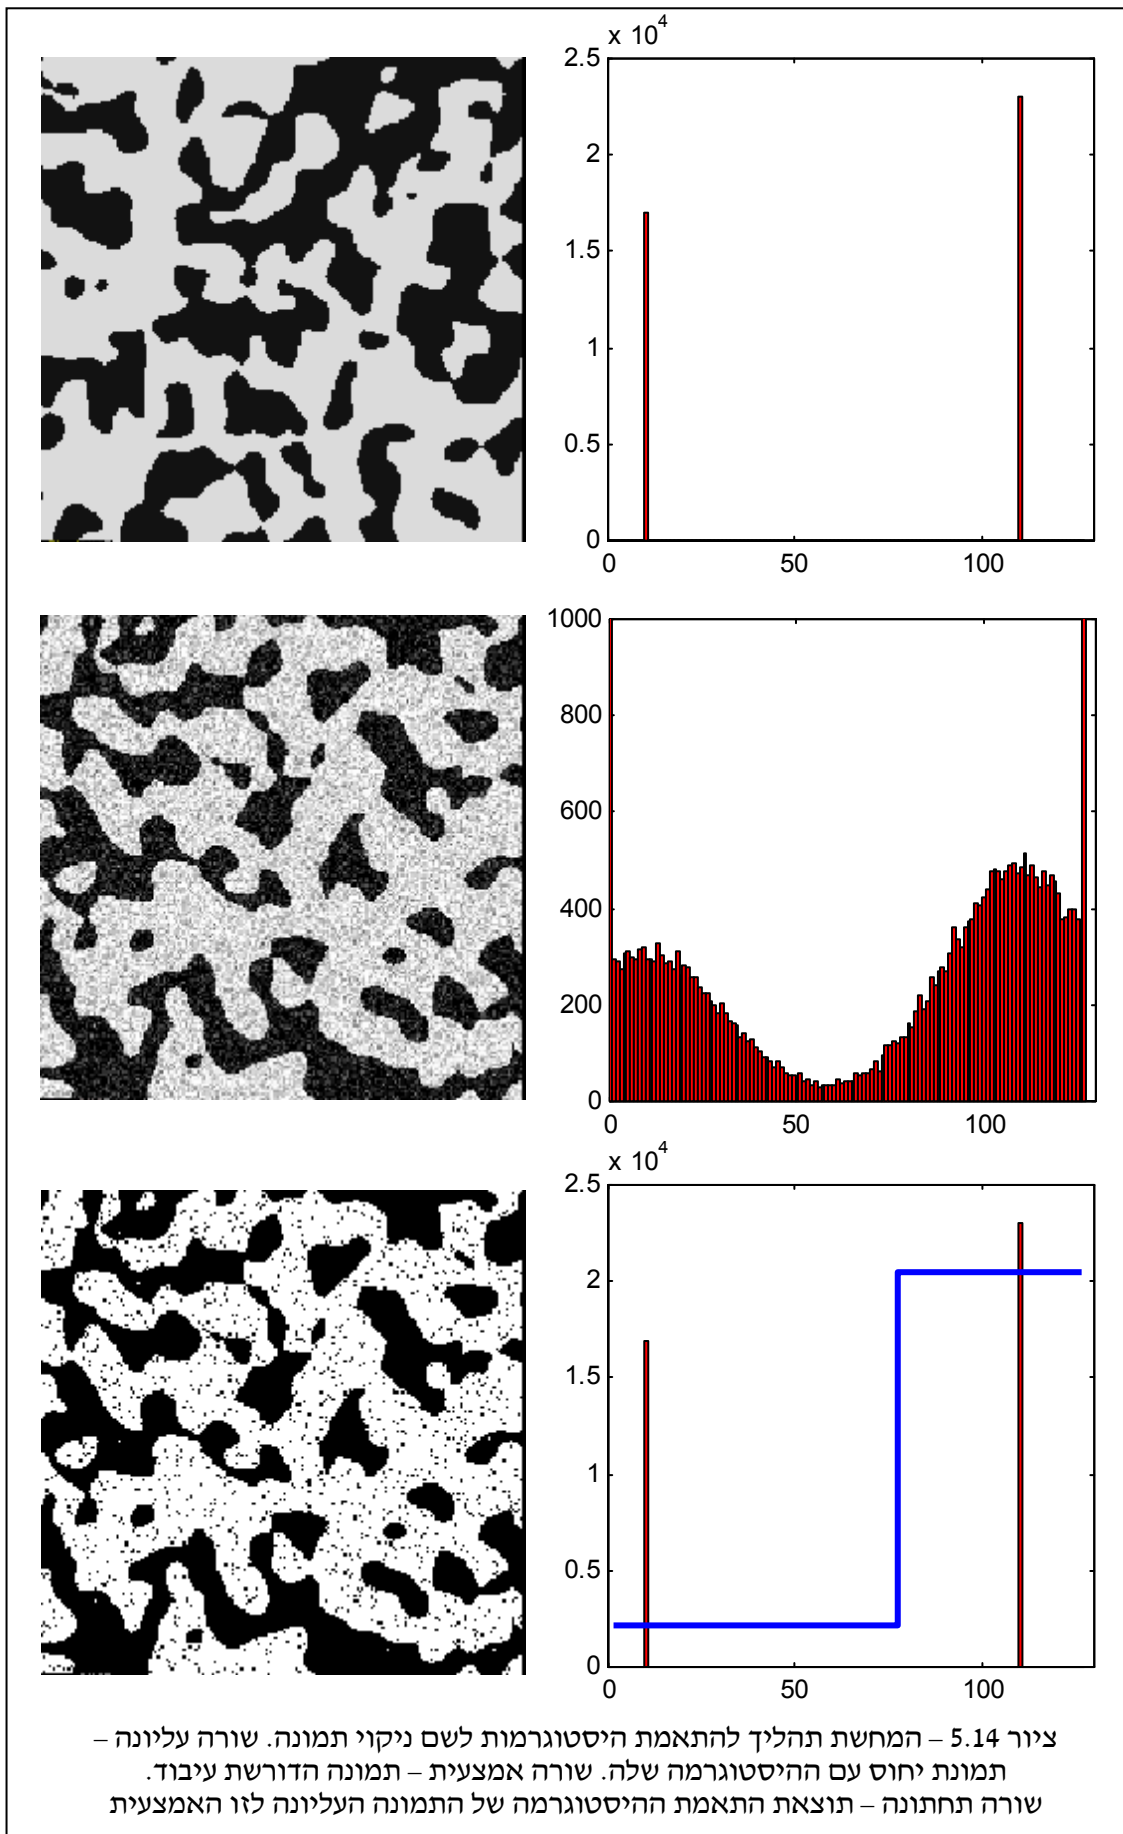 x 10^4
2.5
2
1.5
1
0.5
0
0 50 100
1000
800
600
400
200
0
0 50 100
x 10^4
2.5
2
1.5
1
0.5
0
0 50 100
ציור 5.14 – המחשת תהליך להתאמת היסטוגרמות לשם ניקוי תמונה. שורה עליונה –
תמונת יחוס עם ההיסטוגרמה שלה. שורה אמצעית – תמונה הדורשת עיבוד.
שורה תחתונה – תוצאת התאמת ההיסטוגרמה של התמונה העליונה לזו האמצעית